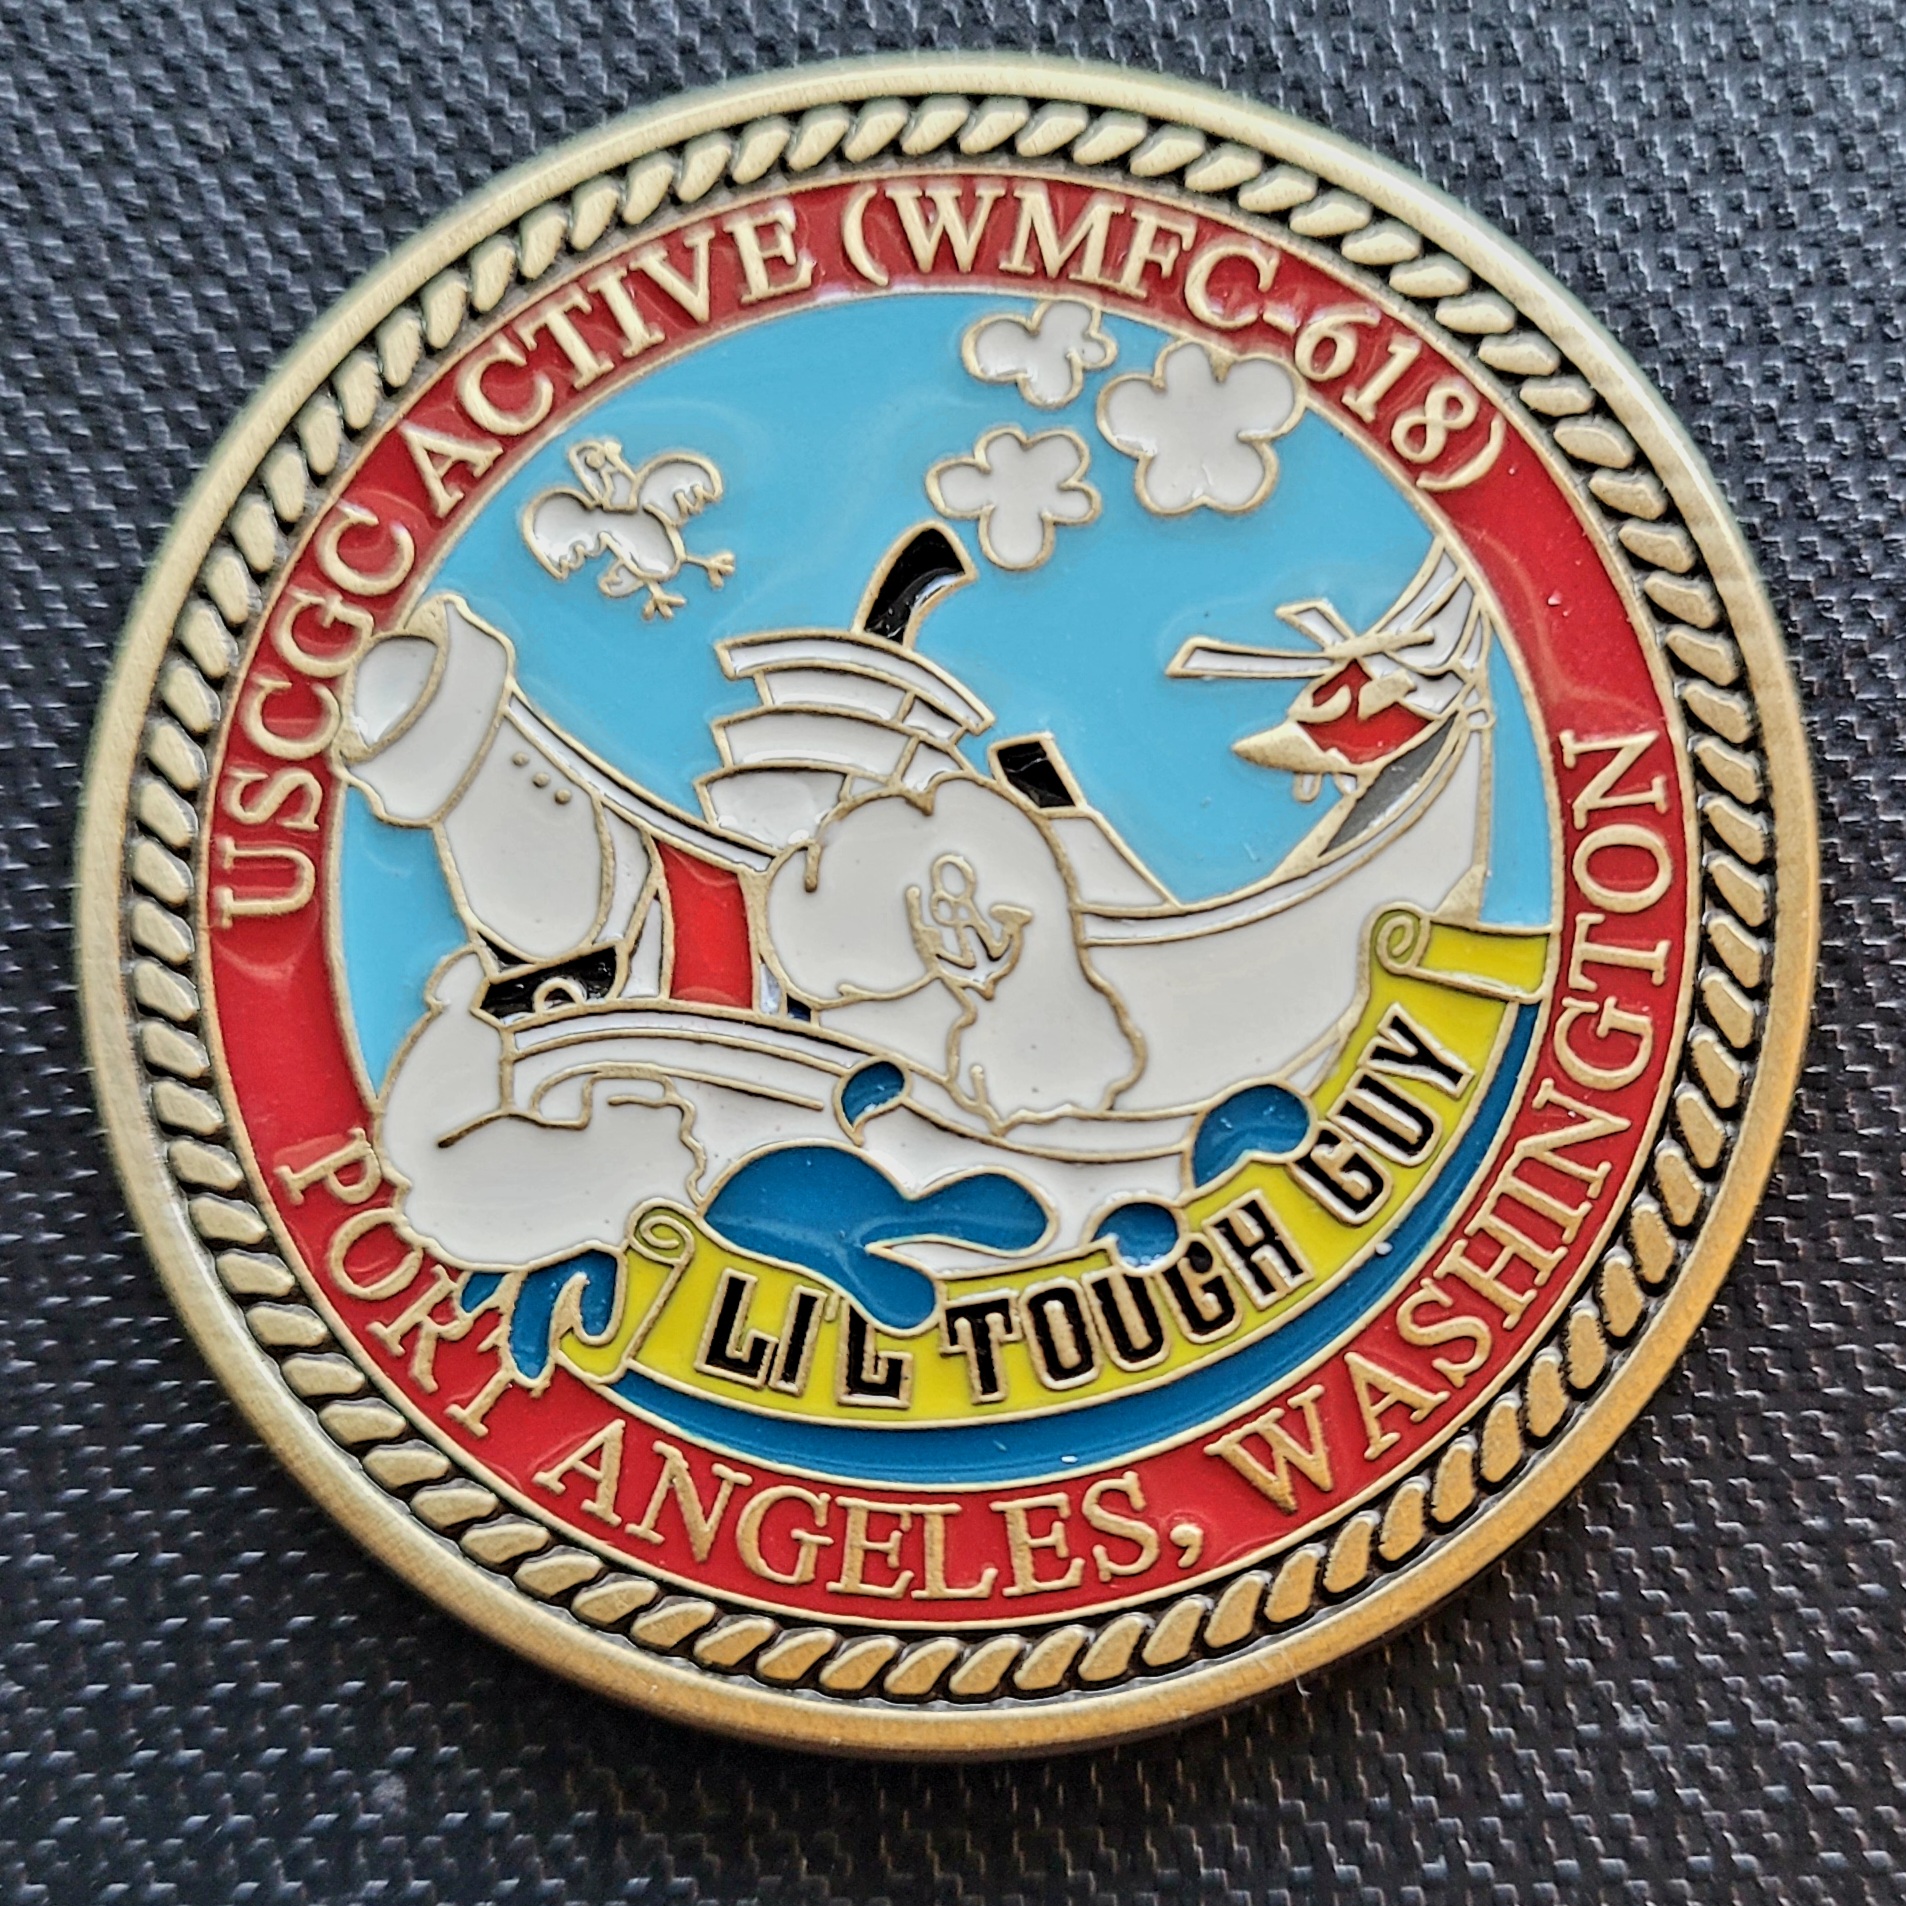 USCGC ACTIVE (WMFC-618)
LI'L TOUGH GUY
PORT ANGELES, WASHINGTON